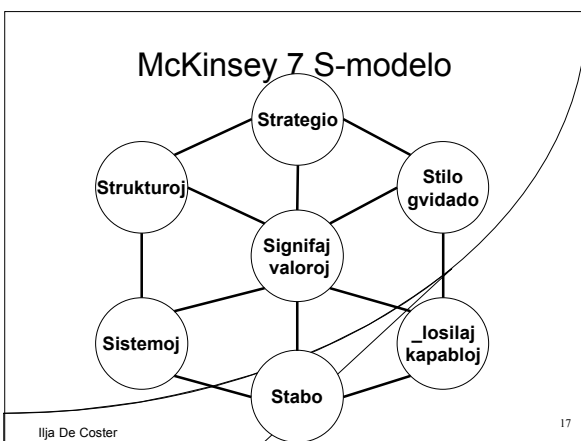 McKinsey 7 S-modelo
Strategio
Strukturoj
Stilo
gvidado
Signifaj
valoroj
Sistemoj
_losilaj
kapabloj
Stabo
Ilja De Coster
17